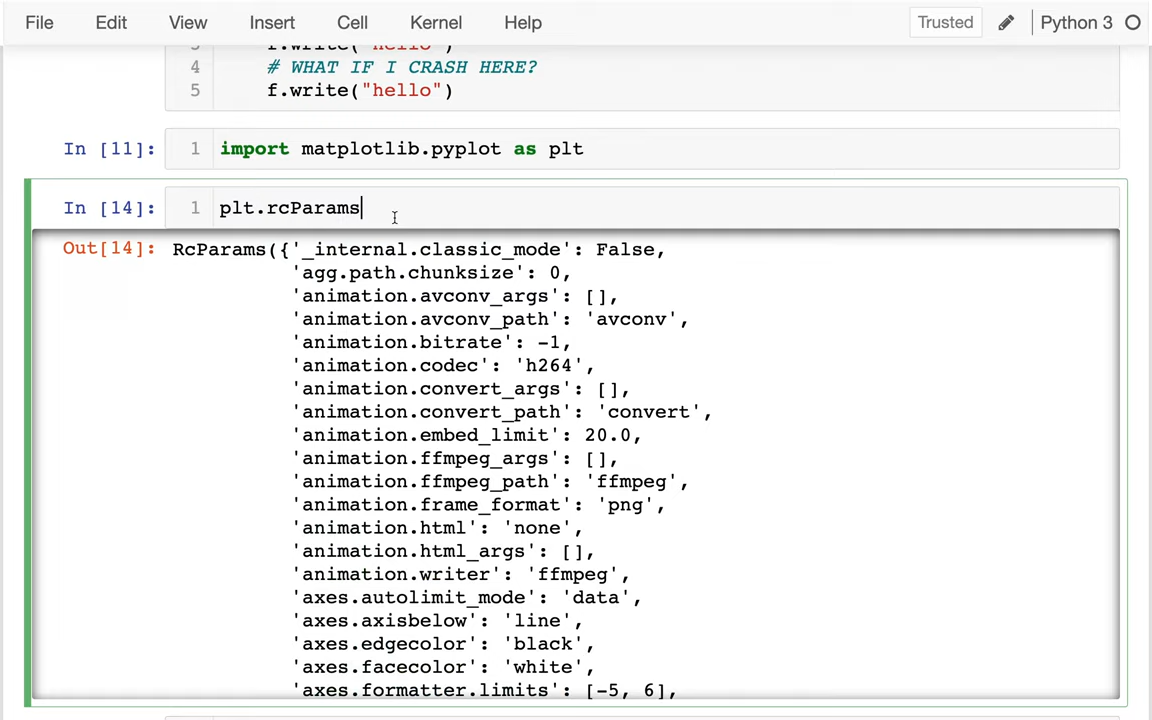 File Edit View Insert Cell Kernel Help Trusted Python 3
3 f.write("hello")
4 # WHAT IF I CRASH HERE?
5 f.write("hello")
In [11]: 1 import matplotlib.pyplot as plt
In [14]: 1 plt.rcParams
Out[14]: RcParams({'_internal.classic_mode': False,
'agg.path.chunksize': 0,
'animation.avconv_args': [],
'animation.avconv_path': 'avconv',
'animation.bitrate': -1,
'animation.codec': 'h264',
'animation.convert_args': [],
'animation.convert_path': 'convert',
'animation.embed_limit': 20.0,
'animation.ffmpeg_args': [],
'animation.ffmpeg_path': 'ffmpeg',
'animation.frame_format': 'png',
'animation.html': 'none',
'animation.html_args': [],
'animation.writer': 'ffmpeg',
'axes.autolimit_mode': 'data',
'axes.axisbelow': 'line',
'axes.edgecolor': 'black',
'axes.facecolor': 'white',
'axes.formatter.limits': [-5, 6],